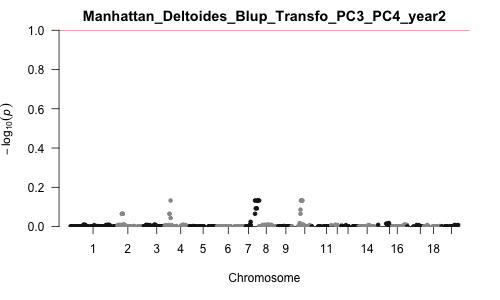 Manhattan_Deltoides_Blup_Transfo_PC3_PC4_year2
1.0
0.8
0.6
0.4
0.2
0.0
− log10(p)
1 2 3 4 5 6 7 8 9 11 14 16 18
Chromosome